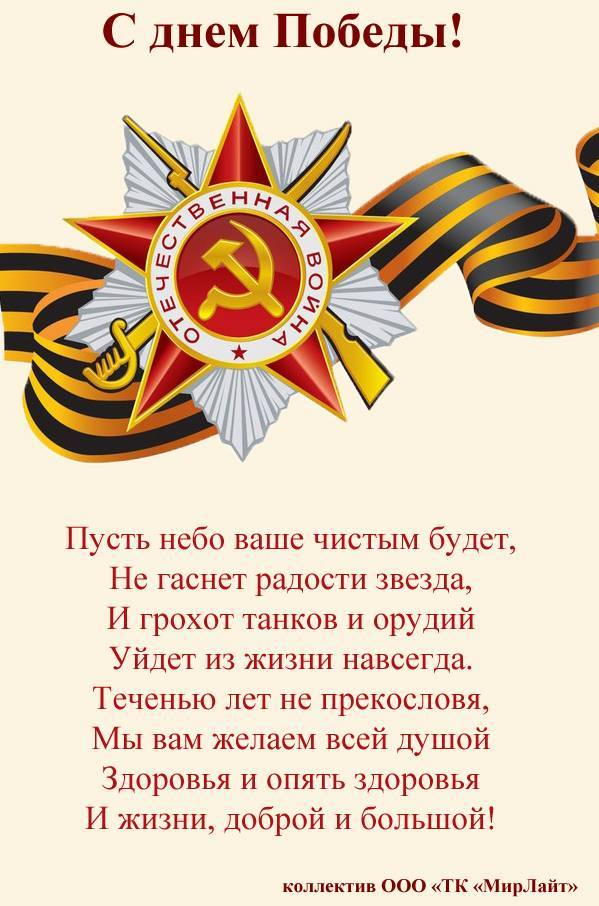 С днем Победы!
ОТЕЧЕСТВЕННАЯ ВОЙНА
Пусть небо ваше чистым будет,
Не гаснет радости звезда,
И грохот танков и орудий
Уйдет из жизни навсегда.
Теченью лет не прекословя,
Мы вам желаем всей душой
Здоровья и опять здоровья
И жизни, доброй и большой!
коллектив ООО «ТК «МирЛайт»